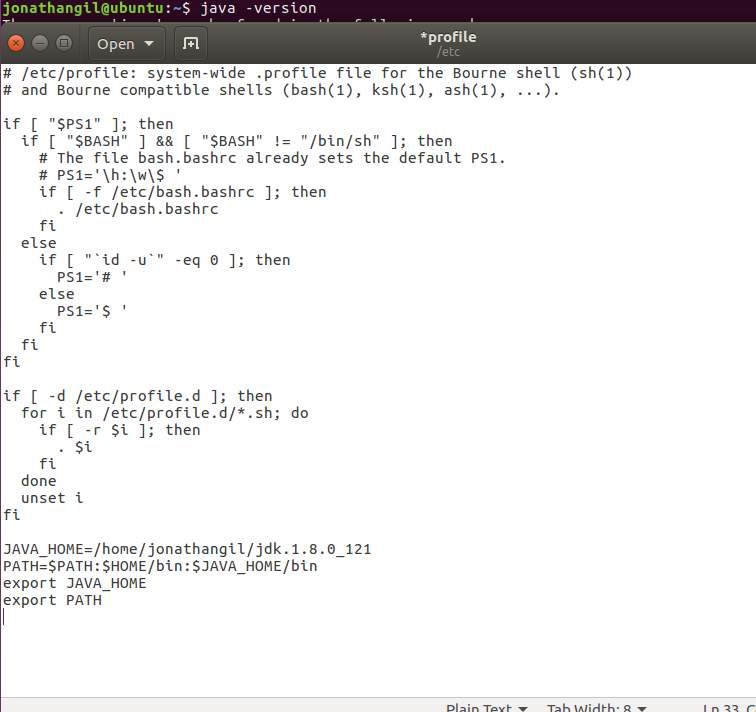 jonathangil@ubuntu:~$ java -version
Open
*profile
/etc
# /etc/profile: system-wide .profile file for the Bourne shell (sh(1))
# and Bourne compatible shells (bash(1), ksh(1), ash(1), ...).

if [ "$PS1" ]; then
  if [ "$BASH" ] && [ "$BASH" != "/bin/sh" ]; then
    # The file bash.bashrc already sets the default PS1.
    # PS1='\h:\w\$ '
    if [ -f /etc/bash.bashrc ]; then
      . /etc/bash.bashrc
    fi
  else
    if [ "`id -u`" -eq 0 ]; then
      PS1='# '
    else
      PS1='$ '
    fi
  fi
fi

if [ -d /etc/profile.d ]; then
  for i in /etc/profile.d/*.sh; do
    if [ -r $i ]; then
      . $i
    fi
  done
  unset i
fi

JAVA_HOME=/home/jonathangil/jdk.1.8.0_121
PATH=$PATH:$HOME/bin:$JAVA_HOME/bin
export JAVA_HOME
export PATH
Plain Text Tab Width: 8 Ln 33, C